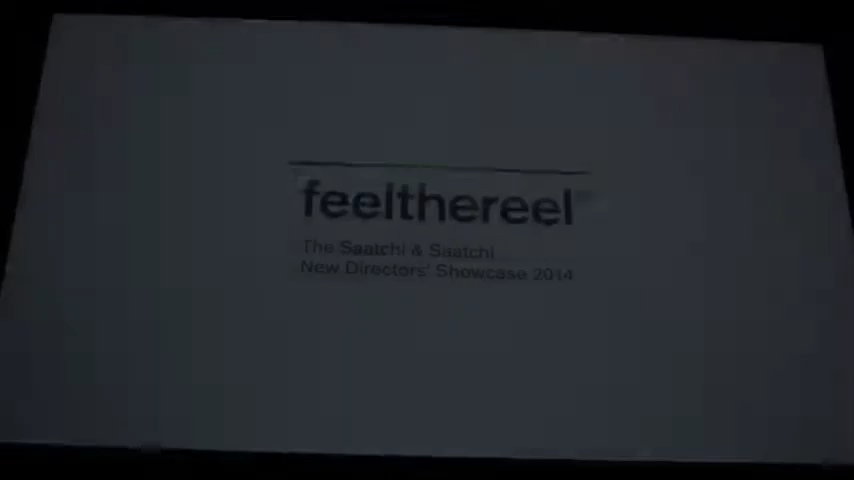 feelthereel
The Saatchi & Saatchi
New Directors' Showcase 2014